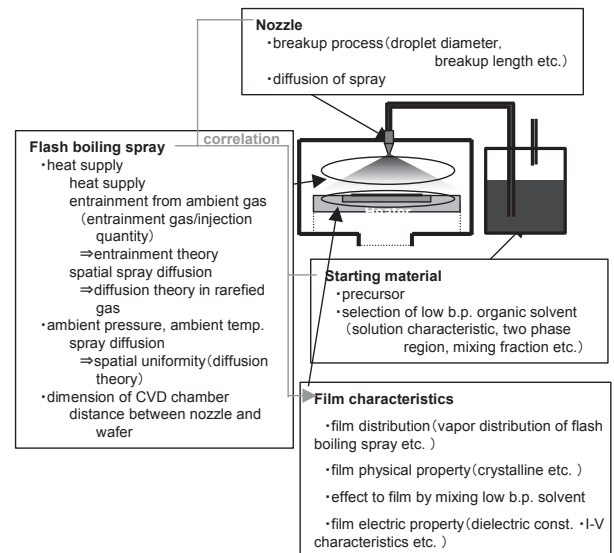 Nozzle
・breakup process(droplet diameter,
breakup length etc.)
・diffusion of spray
correlation
Flash boiling spray
・heat supply
heat supply
entrainment from ambient gas
(entrainment gas/injection
quantity)
⇒entrainment theory
spatial spray diffusion
⇒diffusion theory in rarefied
gas
・ambient pressure, ambient temp.
spray diffusion
⇒spatial uniformity(diffusion
theory)
・dimension of CVD chamber
distance between nozzle and
wafer
Heater
Starting material
・precursor
・selection of low b.p. organic solvent
(solution characteristic, two phase
region, mixing fraction etc.)
Film characteristics
・film distribution(vapor distribution of flash
boiling spray etc. )
・film physical property(crystalline etc. )
・effect to film by mixing low b.p. solvent
・film electric property(dielectric const. ・I-V
characteristics etc. )